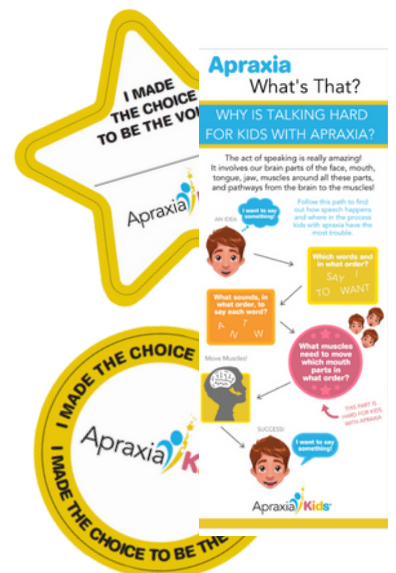 I MADE
THE CHOICE
TO BE THE VOI
Apraxia K
I MADE THE CHOICE
Apraxia K
I MADE THE CHOICE TO BE THE
Apraxia
What's That?
WHY IS TALKING HARD
FOR KIDS WITH APRAXIA?
The act of speaking is really amazing!
It involves our brain parts of the face, mouth,
tongue, jaw, muscles around all these parts,
and pathways from the brain to the muscles!
Follow this path to find
out how speech happens
and where in the process
kids with apraxia have the
most trouble.
AN IDEA
I want to say
something!
Which words and
in what order?
SAY I
TO WANT
What sounds, in
what order, to
say each word?
A T
N W
What muscles
need to move
which mouth
parts in
what order?
Move Muscles!
THIS PART IS
HARD FOR KIDS
WITH APRAXIA
SUCCESS!
I want to say
something!
Apraxia Kids